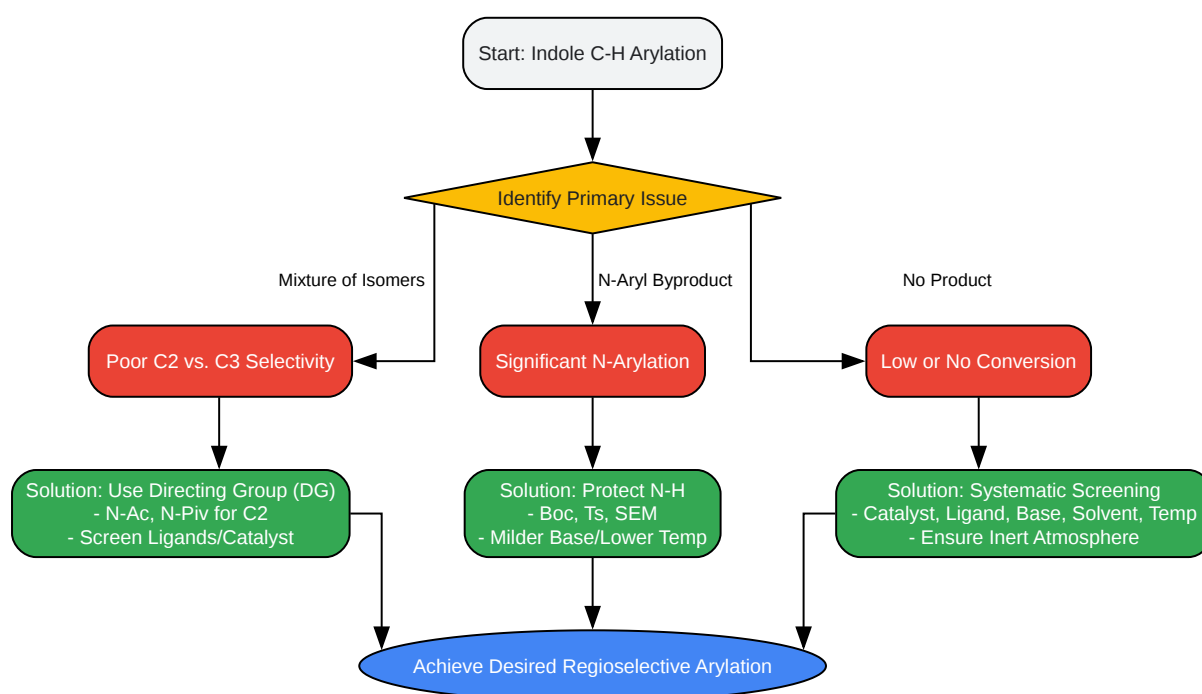 Start: Indole C-H Arylation
Identify Primary Issue
Mixture of Isomers
N-Aryl Byproduct
No Product
Poor C2 vs. C3 Selectivity
Significant N-Arylation
Low or No Conversion
Solution: Use Directing Group (DG)
- N-Ac, N-Piv for C2
- Screen Ligands/Catalyst
Solution: Protect N-H
- Boc, Ts, SEM
- Milder Base/Lower Temp
Solution: Systematic Screening
- Catalyst, Ligand, Base, Solvent, Temp
- Ensure Inert Atmosphere
Achieve Desired Regioselective Arylation